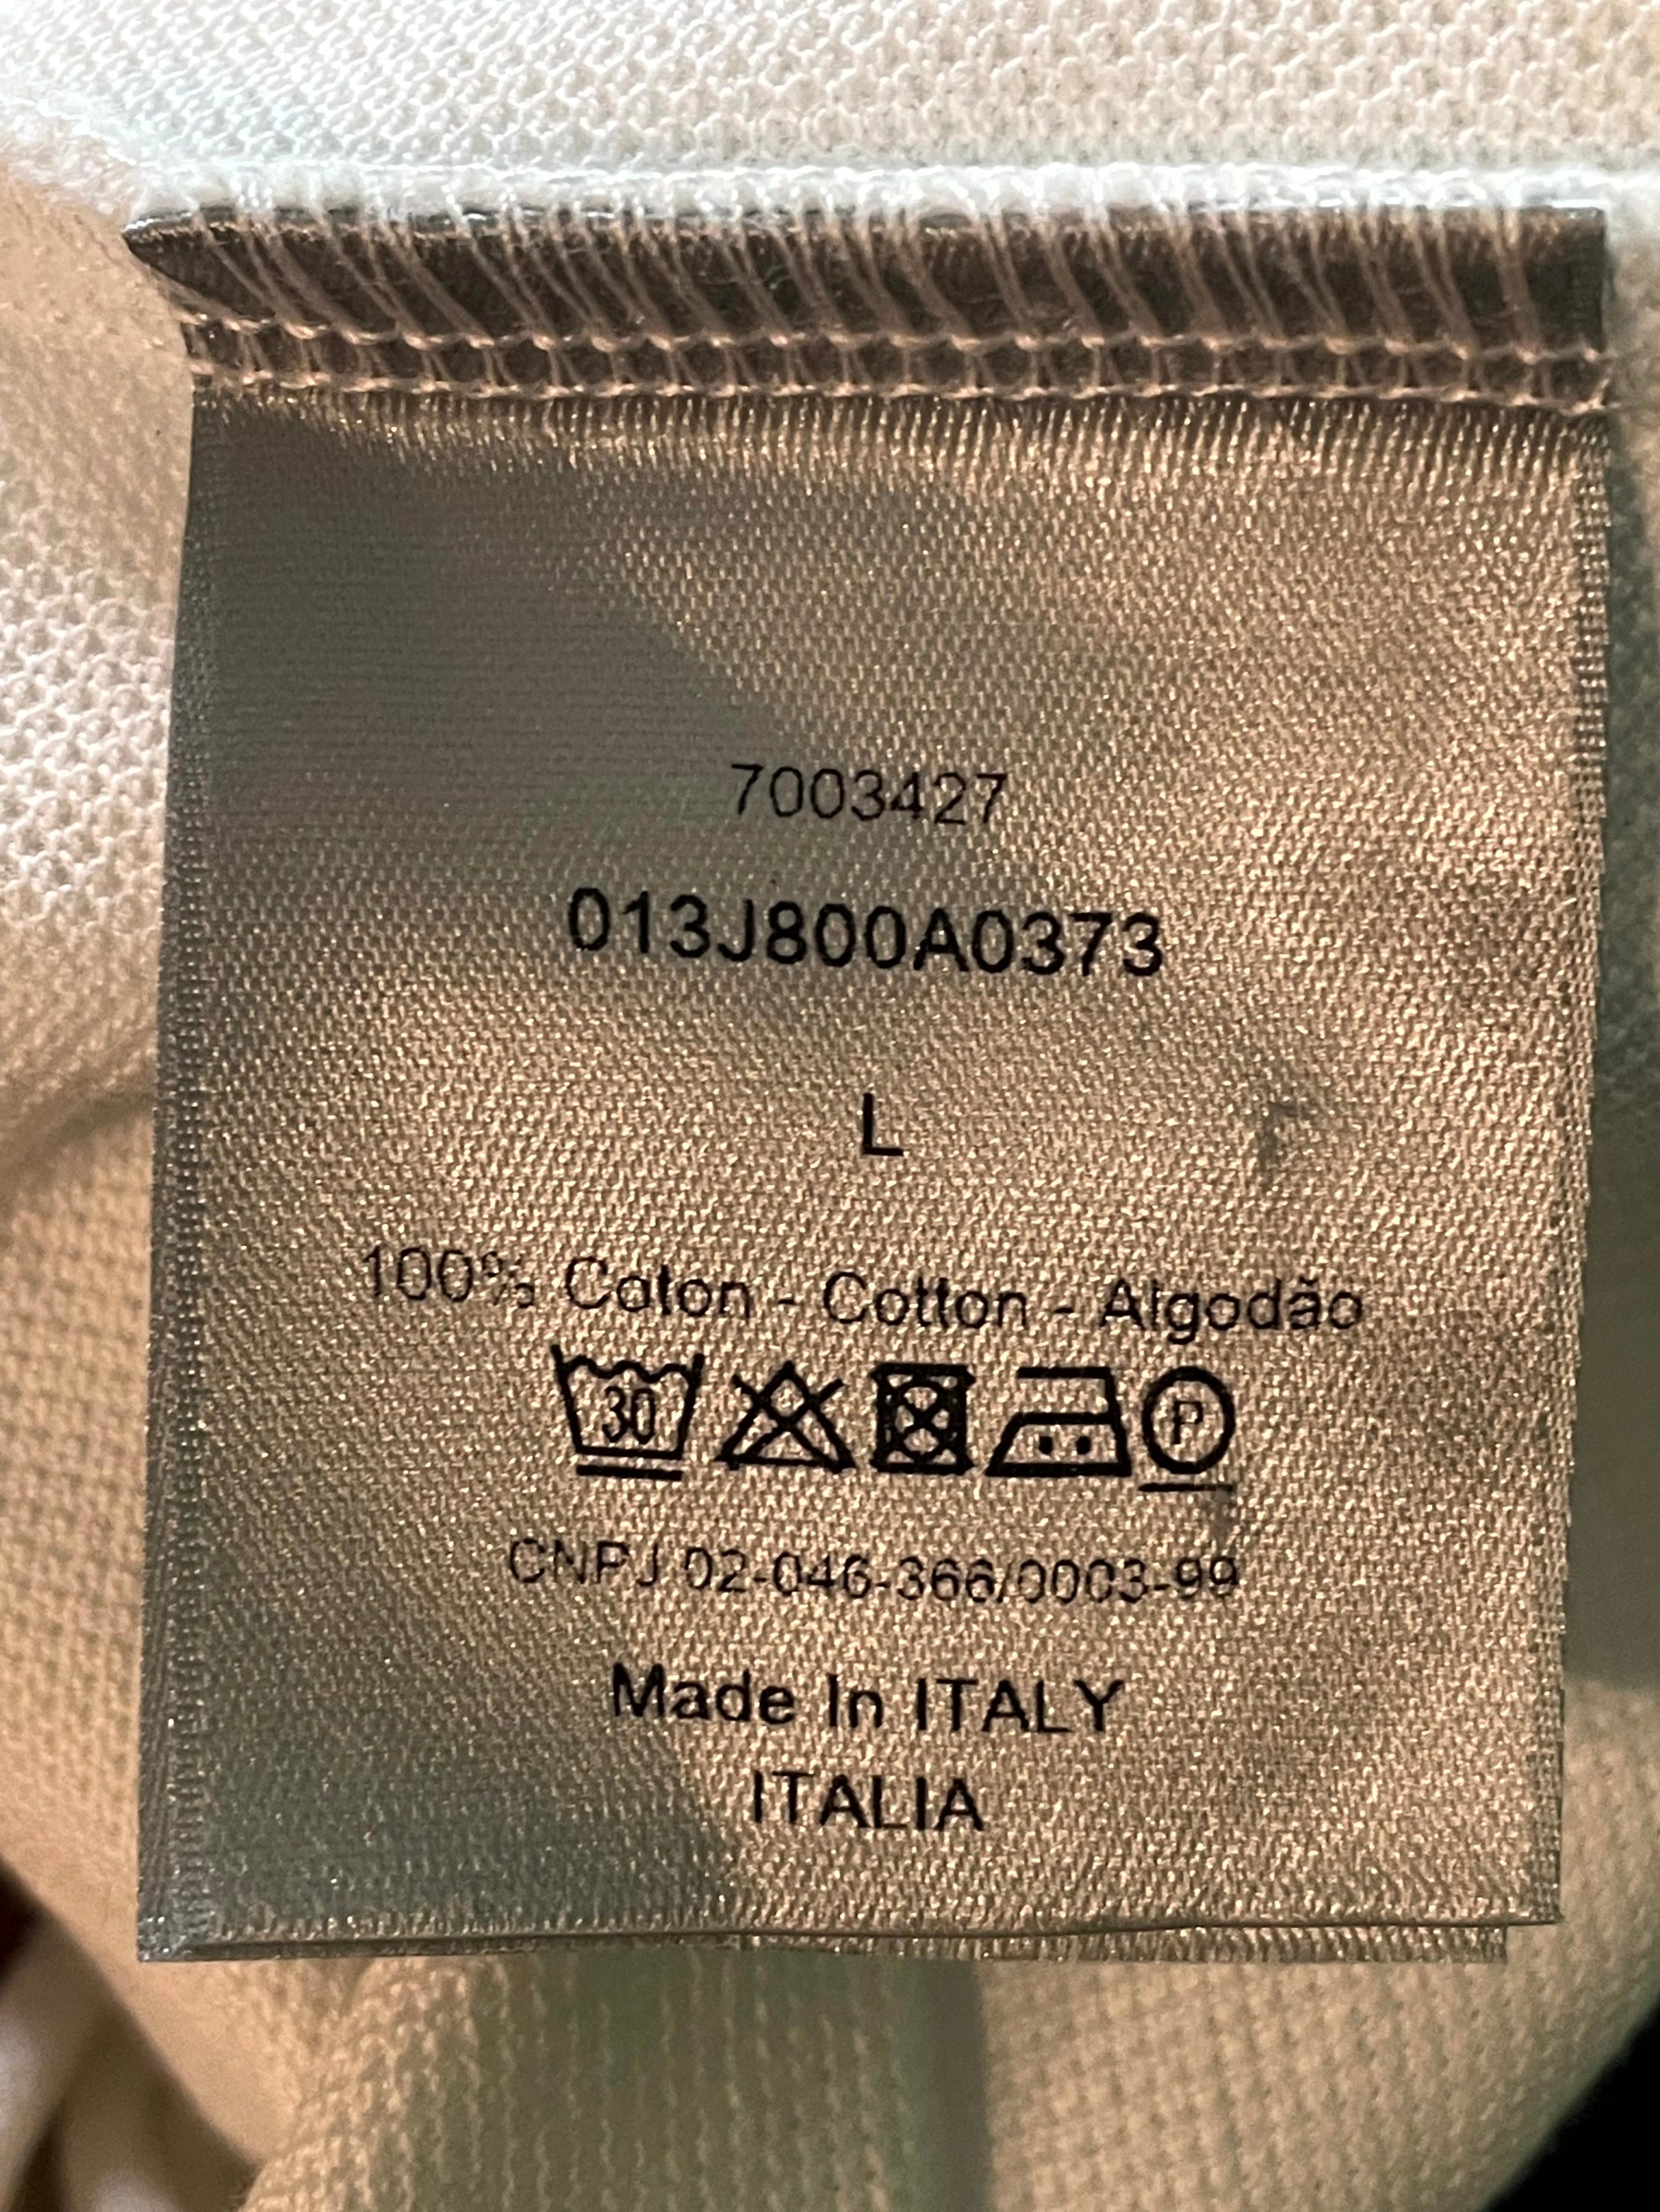 7003427
013J800A0373
L
100% Coton - Cotton - Algodão
30 P
CNPJ 02-046-366/0003-99
Made In ITALY
ITALIA